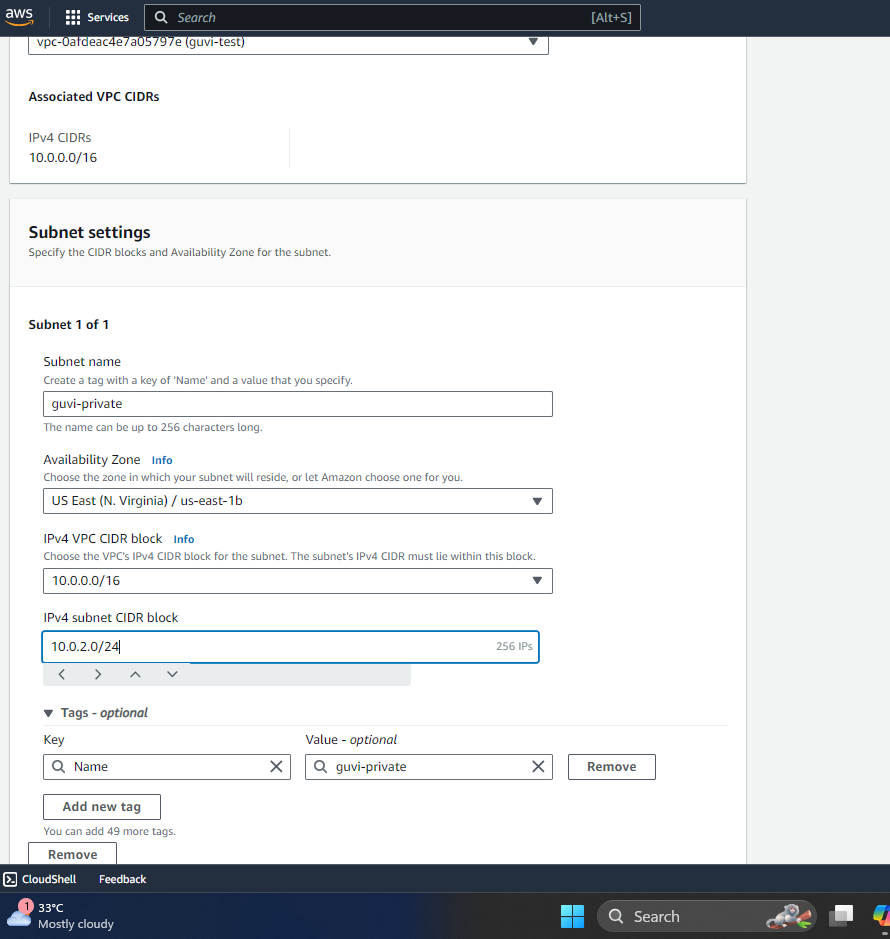 aws Services Search [Alt+S]
vpc-0afdeac4e7a05797e (guvi-test)
Associated VPC CIDRs
IPv4 CIDRs
10.0.0.0/16
Subnet settings
Specify the CIDR blocks and Availability Zone for the subnet.
Subnet 1 of 1
Subnet name
Create a tag with a key of 'Name' and a value that you specify.
guvi-private
The name can be up to 256 characters long.
Availability Zone Info
Choose the zone in which your subnet will reside, or let Amazon choose one for you.
US East (N. Virginia) / us-east-1b
IPv4 VPC CIDR block Info
Choose the VPC's IPv4 CIDR block for the subnet. The subnet's IPv4 CIDR must lie within this block.
10.0.0.0/16
IPv4 subnet CIDR block
10.0.2.0/24 256 IPs
Tags - optional
Key Value - optional
Name guvi-private Remove
Add new tag
You can add 49 more tags.
Remove
CloudShell Feedback
1 33°C
Mostly cloudy
Search